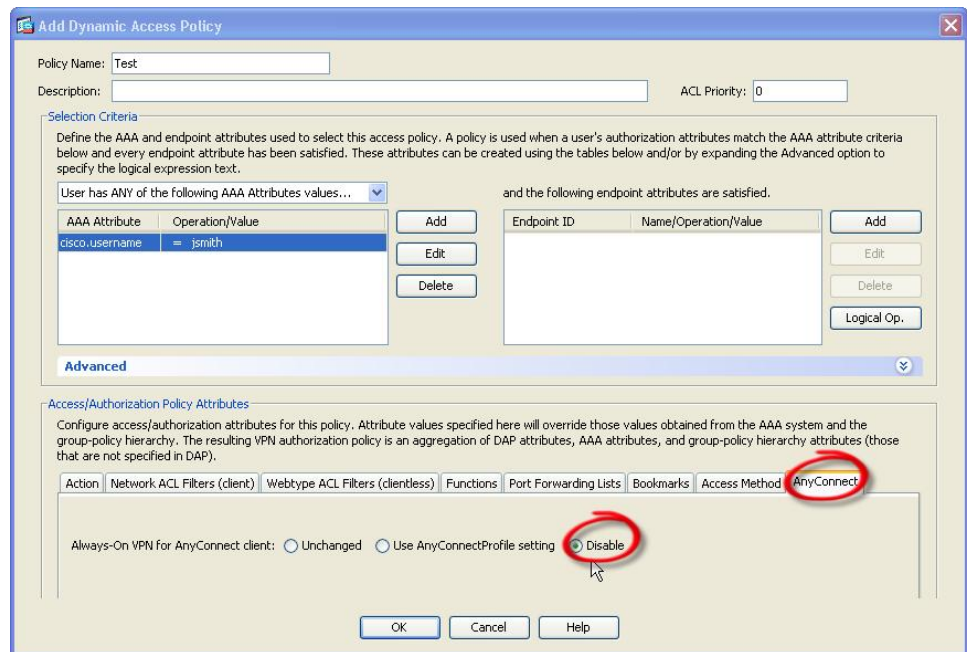 Add Dynamic Access Policy
Policy Name: Test
Description:
ACL Priority: 0
Selection Criteria
Define the AAA and endpoint attributes used to select this access policy. A policy is used when a user's authorization attributes match the AAA attribute criteria
below and every endpoint attribute has been satisfied. These attributes can be created using the tables below and/or by expanding the Advanced option to
specify the logical expression text.
User has ANY of the following AAA Attributes values...
and the following endpoint attributes are satisfied.
AAA Attribute Operation/Value
cisco.username = jsmith
Add
Edit
Delete
Endpoint ID Name/Operation/Value
Add
Edit
Delete
Logical Op.
Advanced
Access/Authorization Policy Attributes
Configure access/authorization attributes for this policy. Attribute values specified here will override those values obtained from the AAA system and the
group-policy hierarchy. The resulting VPN authorization policy is an aggregation of DAP attributes, AAA attributes, and group-policy hierarchy attributes (those
that are not specified in DAP).
Action Network ACL Filters (client) Webtype ACL Filters (clientless) Functions Port Forwarding Lists Bookmarks Access Method AnyConnect
Always-On VPN for AnyConnect client: Unchanged Use AnyConnectProfile setting Disable
OK Cancel Help